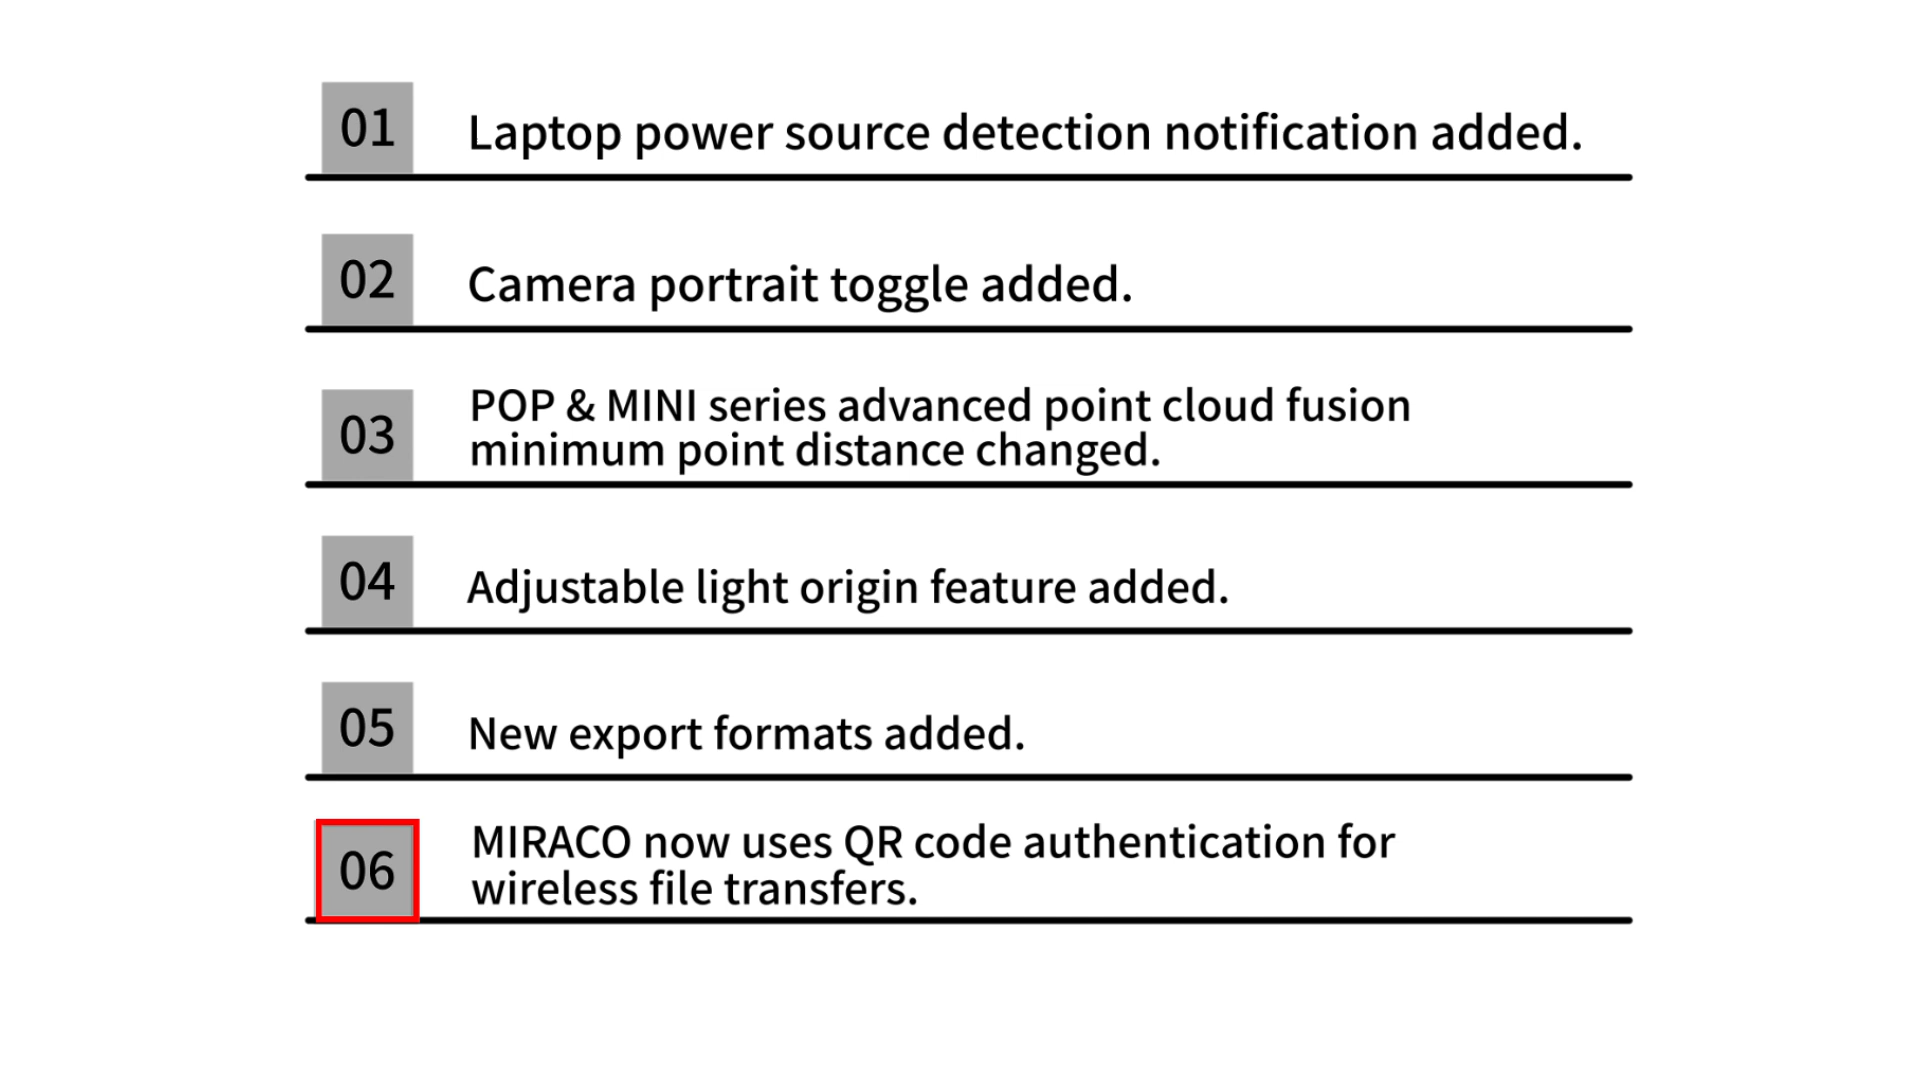 01 Laptop power source detection notification added.
02 Camera portrait toggle added.
03 POP & MINI series advanced point cloud fusion
minimum point distance changed.
04 Adjustable light origin feature added.
05 New export formats added.
06 MIRACO now uses QR code authentication for
wireless file transfers.